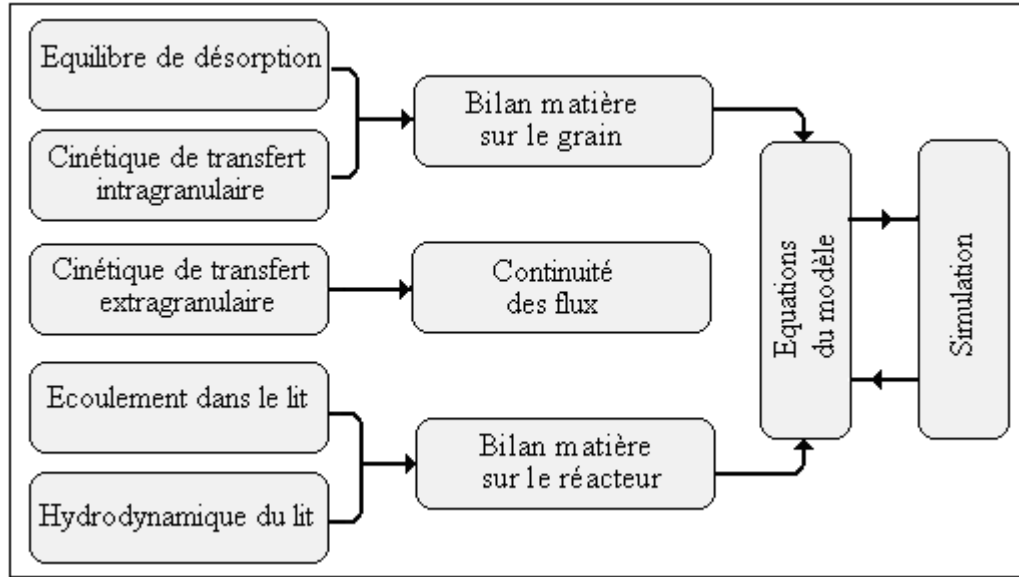 Equilibre de désorption
Cinétique de transfert
intragranulaire
Cinétique de transfert
extragranulaire
Ecoulement dans le lit
Hydrodynamique du lit
Bilan matière
sur le grain
Continuité
des flux
Bilan matière
sur le réacteur
Equations
du modèle
Simulation